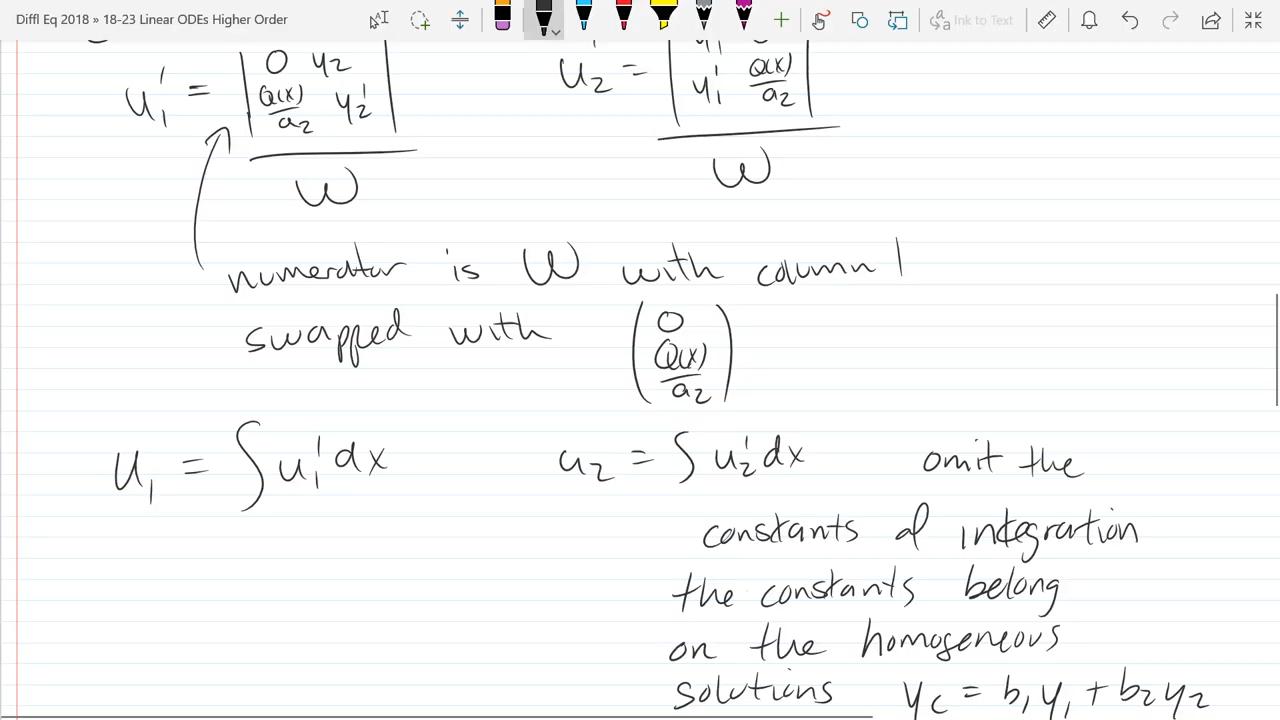 Diffl Eq 2018 » 18-23 Linear ODEs Higher Order
Ink to Text
u₁' = | 0 y₂ ; Q(x)/a₂ y₂' | / W
u₂ = | y₁' Q(x)/a₂ | / W
numerator is W with column 1
swapped with ( 0 ; Q(x)/a₂ )
u₁ = ∫ u₁' dx
u₂ = ∫ u₂' dx omit the
constants of integration
the constants belong
on the homogeneous
solutions y_c = b₁y₁ + b₂y₂